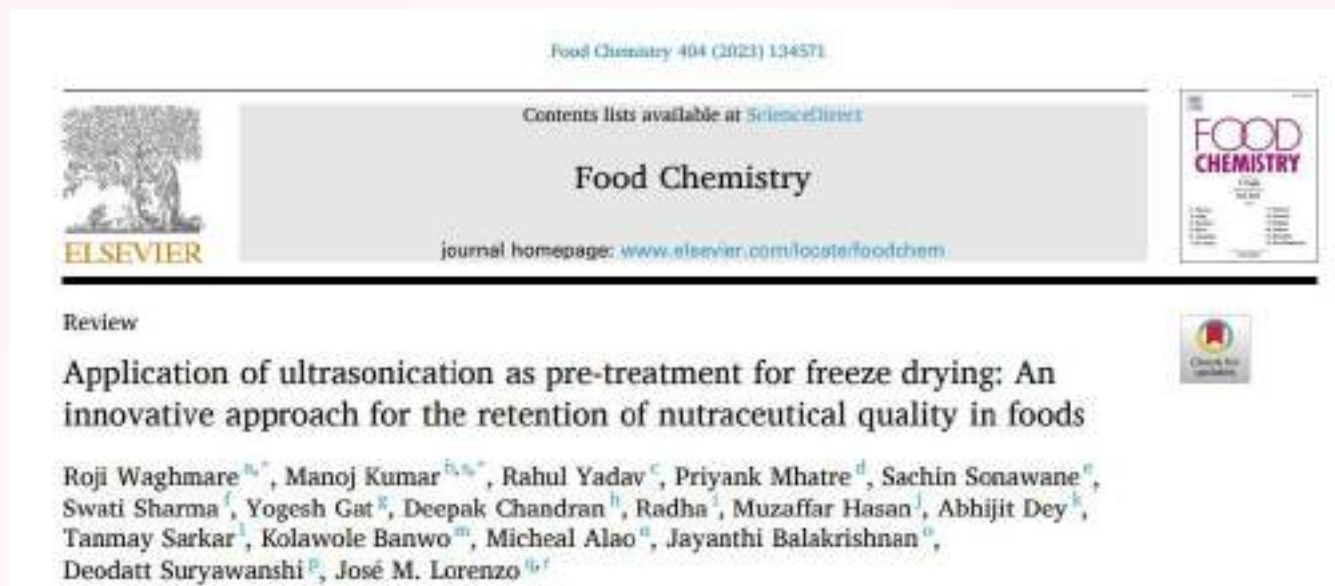 Food Chemistry 404 (2023) 134571
Contents lists available at ScienceDirect
Food Chemistry
journal homepage: www.elsevier.com/locate/foodchem
ELSEVIER
FOOD
CHEMISTRY
Review
Check for
updates
Application of ultrasonication as pre-treatment for freeze drying: An
innovative approach for the retention of nutraceutical quality in foods
Roji Waghmare a,*, Manoj Kumar b,s,*, Rahul Yadav c, Priyank Mhatre d, Sachin Sonawane e,
Swati Sharma f, Yogesh Gat g, Deepak Chandran h, Radha i, Muzaffar Hasan j, Abhijit Dey k,
Tanmay Sarkar l, Kolawole Banwo m, Micheal Alao n, Jayanthi Balakrishnan o,
Deodatt Suryawanshi p, José M. Lorenzo q,r